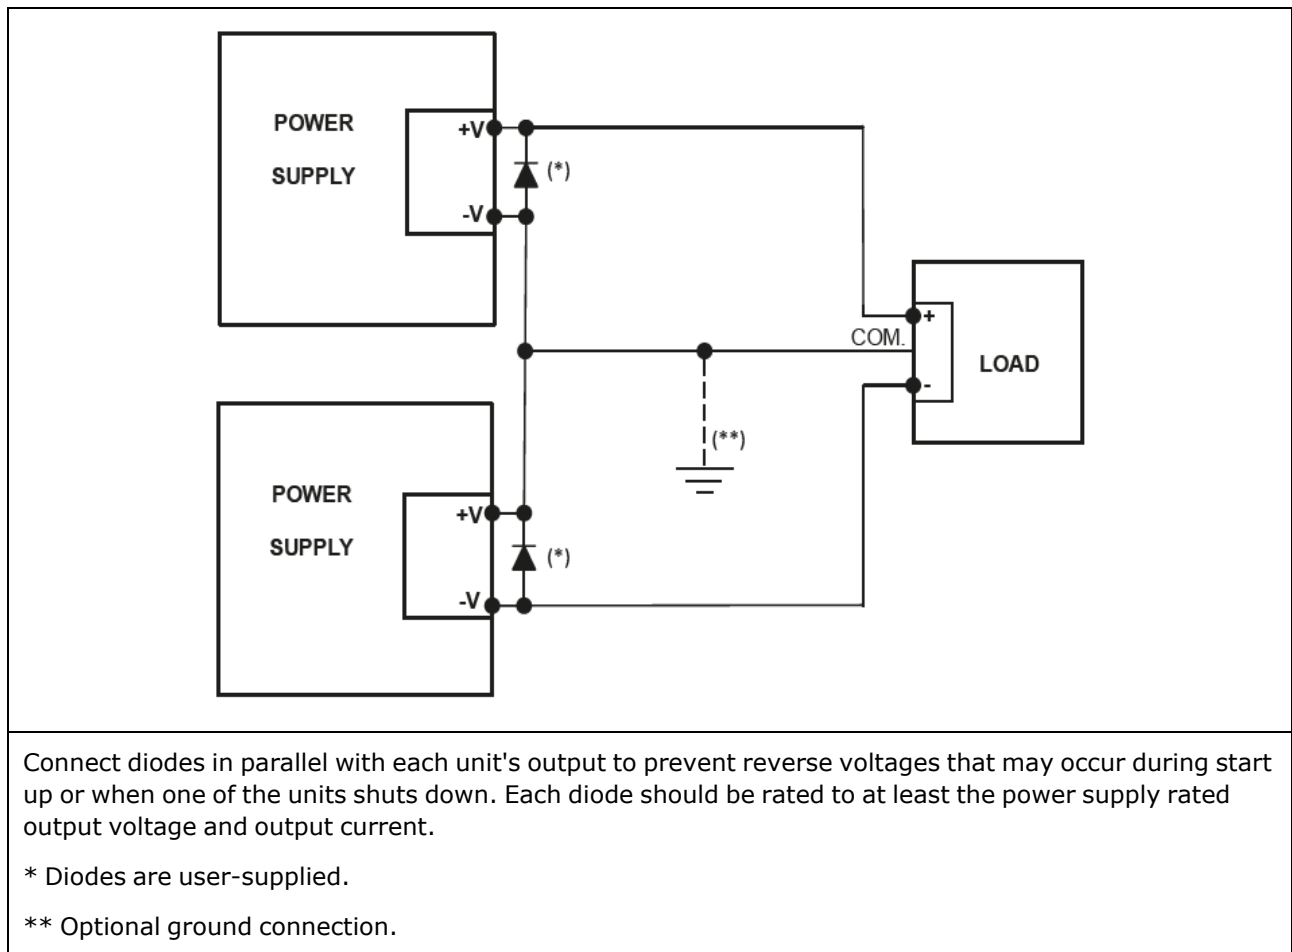 POWER
SUPPLY
+V
(*)
-V
+
COM.
LOAD
-
(**)
POWER
SUPPLY
+V
(*)
-V
Connect diodes in parallel with each unit's output to prevent reverse voltages that may occur during start
up or when one of the units shuts down. Each diode should be rated to at least the power supply rated
output voltage and output current.
* Diodes are user-supplied.
** Optional ground connection.